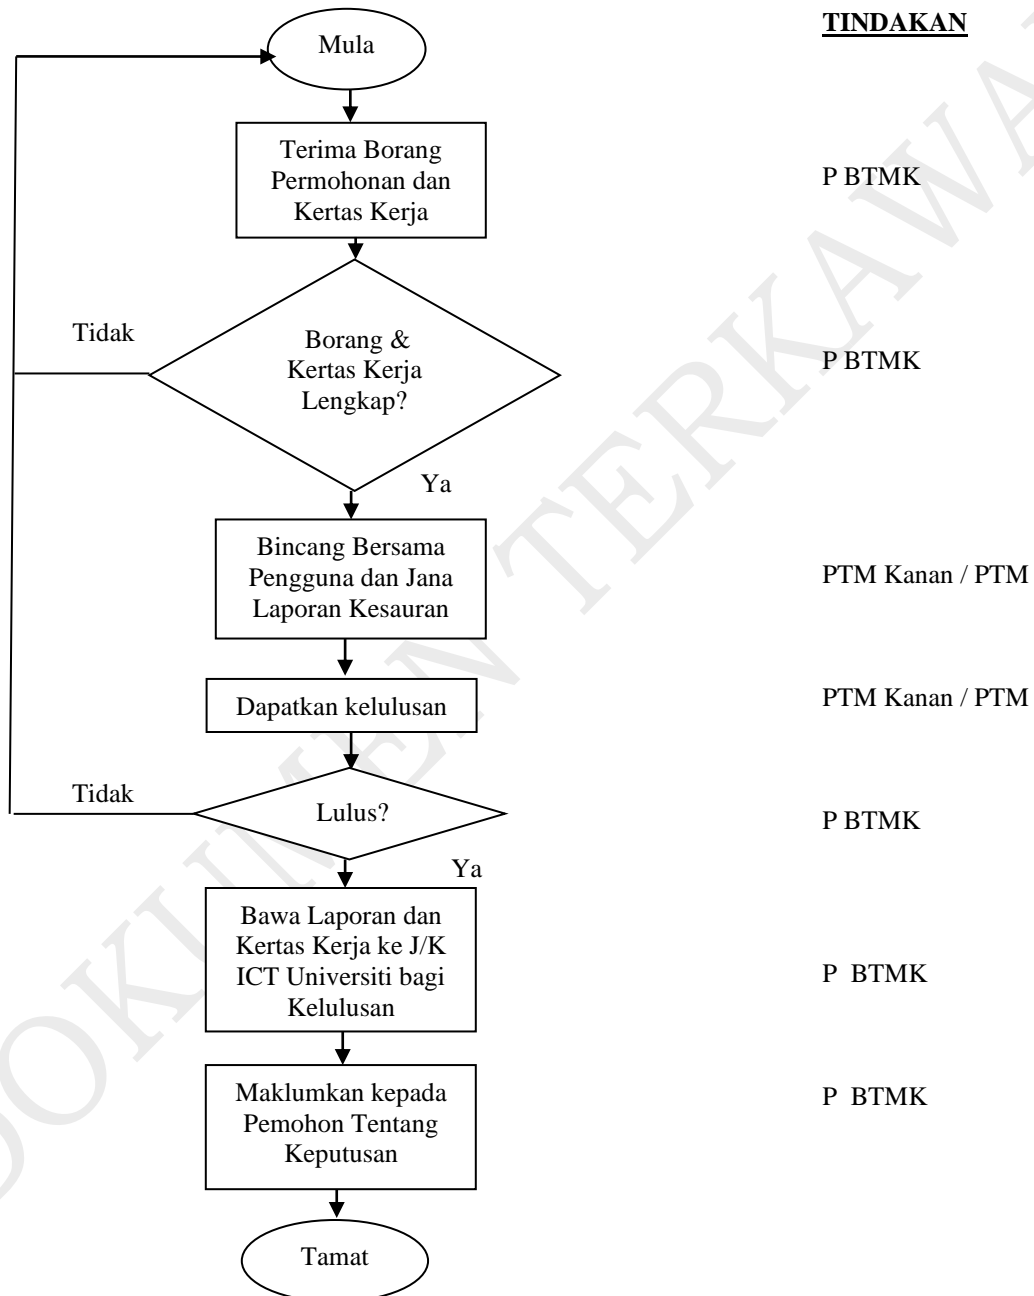 TINDAKAN
Mula
Terima Borang
Permohonan dan
Kertas Kerja
P BTMK
Tidak
Borang &
Kertas Kerja
Lengkap?
P BTMK
Ya
Bincang Bersama
Pengguna dan Jana
Laporan Kesauran
PTM Kanan / PTM
Dapatkan kelulusan
PTM Kanan / PTM
Tidak
Lulus?
P BTMK
Ya
Bawa Laporan dan
Kertas Kerja ke J/K
ICT Universiti bagi
Kelulusan
P BTMK
Maklumkan kepada
Pemohon Tentang
Keputusan
P BTMK
Tamat
DOKUMEN TERKAWA